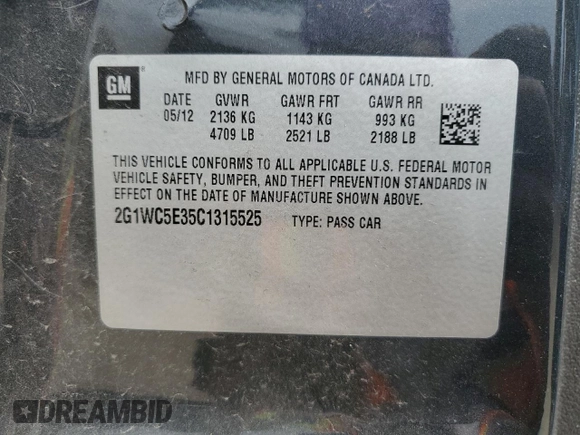 GM
®
MFD BY GENERAL MOTORS OF CANADA LTD.
DATE GVWR GAWR FRT GAWR RR
05/12 2136 KG 1143 KG 993 KG
4709 LB 2521 LB 2188 LB
THIS VEHICLE CONFORMS TO ALL APPLICABLE U.S. FEDERAL MOTOR
VEHICLE SAFETY, BUMPER, AND THEFT PREVENTION STANDARDS IN
EFFECT ON THE DATE OF MANUFACTURE SHOWN ABOVE.
2G1WC5E35C1315525 TYPE: PASS CAR
DREAMBID